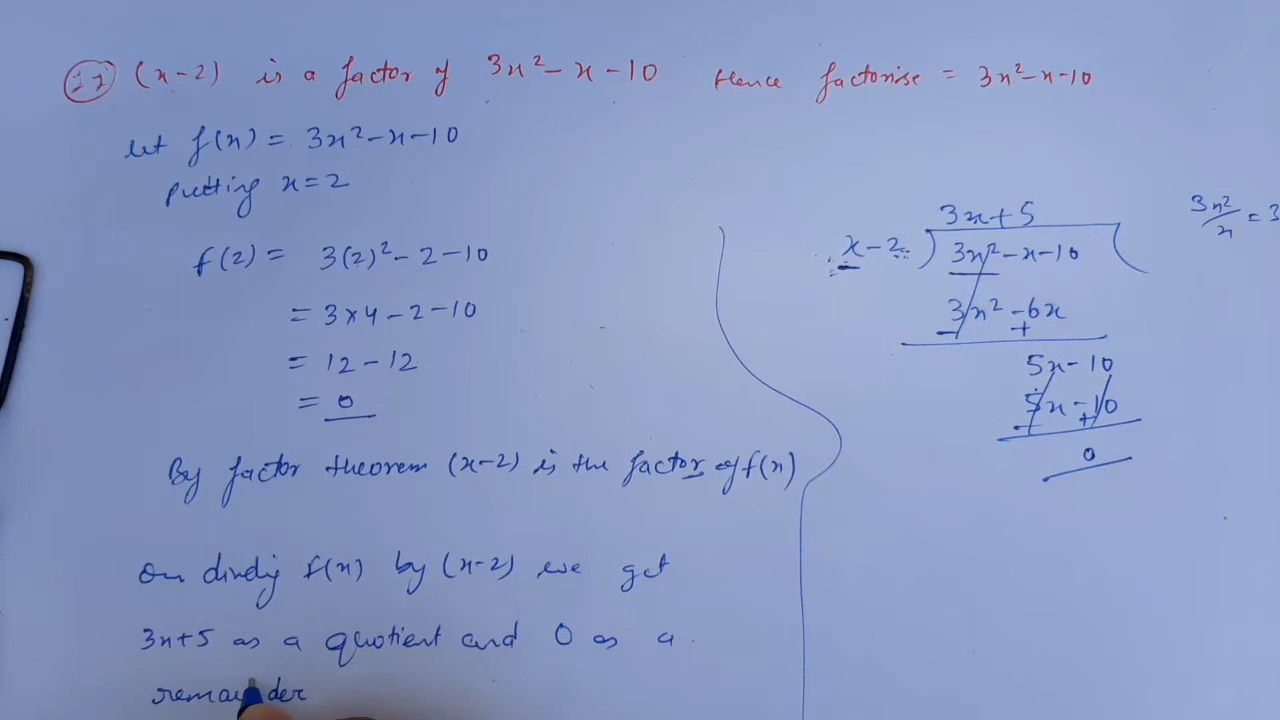 17) (x-2) is a factor of 3x²-x-10 Hence factorise = 3x²-x-10
let f(x) = 3x²-x-10
putting x=2
f(2) = 3(2)²-2-10
= 3×4-2-10
= 12-12
= 0
By factor theorem (x-2) is the factor of f(x)
On dividing f(x) by (x-2) we get
3x+5 as a quotient and 0 as a
remainder
3x²/x = 3
3x+5
x-2 ) 3x²-x-10 (
3x²-6x
- +
5x-10
5x-10
- +
0